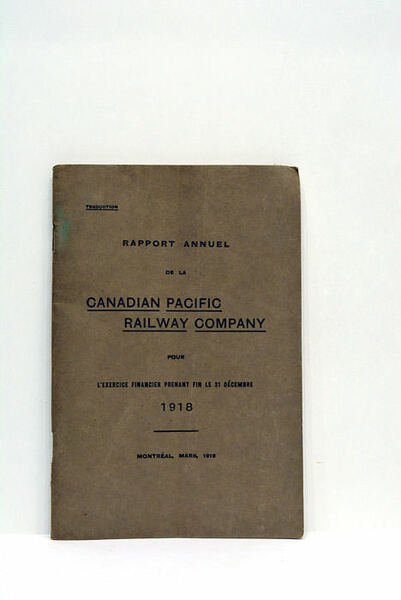 TRADUCTION
RAPPORT ANNUEL
DE LA
CANADIAN PACIFIC
RAILWAY COMPANY
POUR
L'EXERCICE FINANCIER PRENANT FIN LE 31 DÉCEMBRE
1918
MONTRÉAL, MARS, 1919